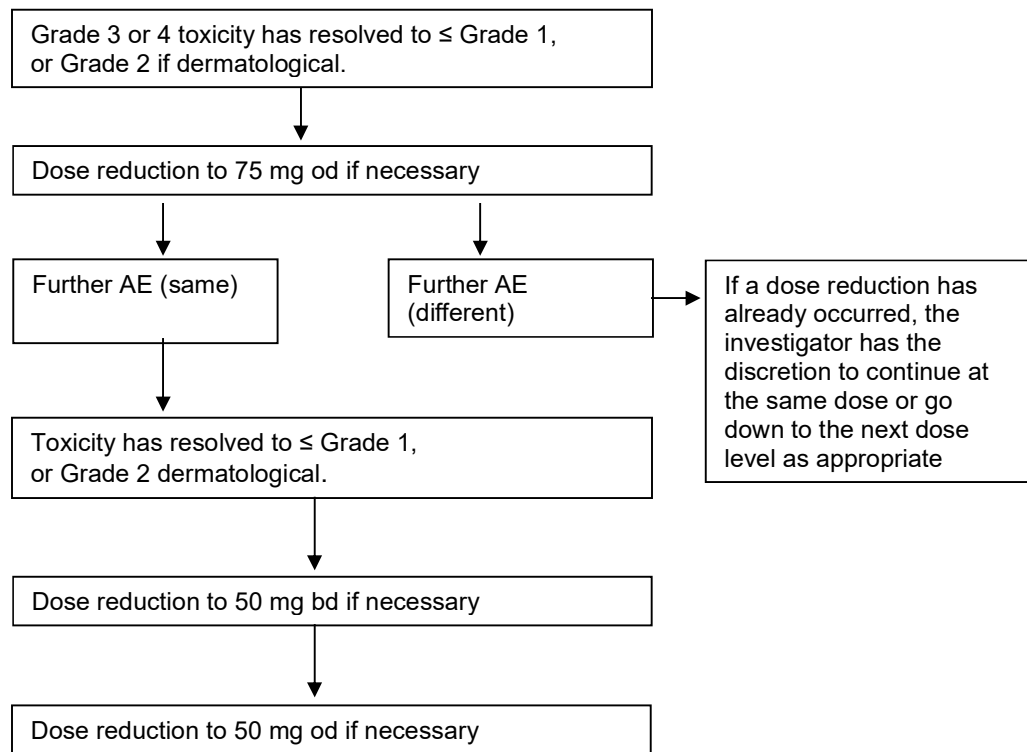 Grade 3 or 4 toxicity has resolved to ≤ Grade 1,
or Grade 2 if dermatological.
Dose reduction to 75 mg od if necessary
Further AE (same)
Further AE
(different)
If a dose reduction has
already occurred, the
investigator has the
discretion to continue at
the same dose or go
down to the next dose
level as appropriate
Toxicity has resolved to ≤ Grade 1,
or Grade 2 dermatological.
Dose reduction to 50 mg bd if necessary
Dose reduction to 50 mg od if necessary